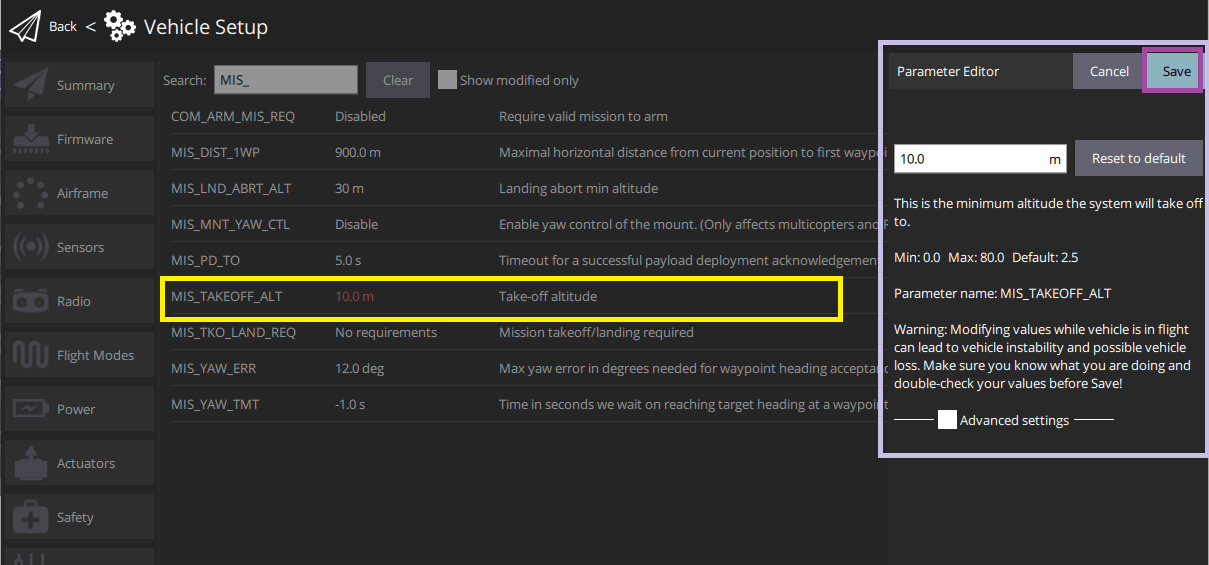 Back < Vehicle Setup
Summary
Firmware
Airframe
Sensors
Radio
Flight Modes
Power
Actuators
Safety
Search: MIS_ Clear Show modified only
COM_ARM_MIS_REQ Disabled Require valid mission to arm
MIS_DIST_1WP 900.0 m Maximal horizontal distance from current position to first waypoi
MIS_LND_ABRT_ALT 30 m Landing abort min altitude
MIS_MNT_YAW_CTL Disable Enable yaw control of the mount. (Only affects multicopters and
MIS_PD_TO 5.0 s Timeout for a successful payload deployment acknowledgement
MIS_TAKEOFF_ALT 10.0 m Take-off altitude
MIS_TKO_LAND_REQ No requirements Mission takeoff/landing required
MIS_YAW_ERR 12.0 deg Max yaw error in degrees needed for waypoint heading acceptanc
MIS_YAW_TMT -1.0 s Time in seconds we wait on reaching target heading at a waypoint
Parameter Editor Cancel Save
10.0 m Reset to default
This is the minimum altitude the system will take off
to.
Min: 0.0 Max: 80.0 Default: 2.5
Parameter name: MIS_TAKEOFF_ALT
Warning: Modifying values while vehicle is in flight
can lead to vehicle instability and possible vehicle
loss. Make sure you know what you are doing and
double-check your values before Save!
Advanced settings